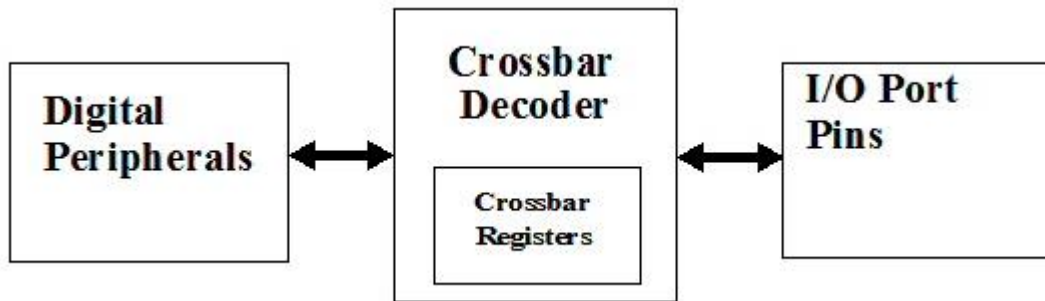 Digital
Peripherals
Crossbar
Decoder
Crossbar
Registers
I/O Port
Pins